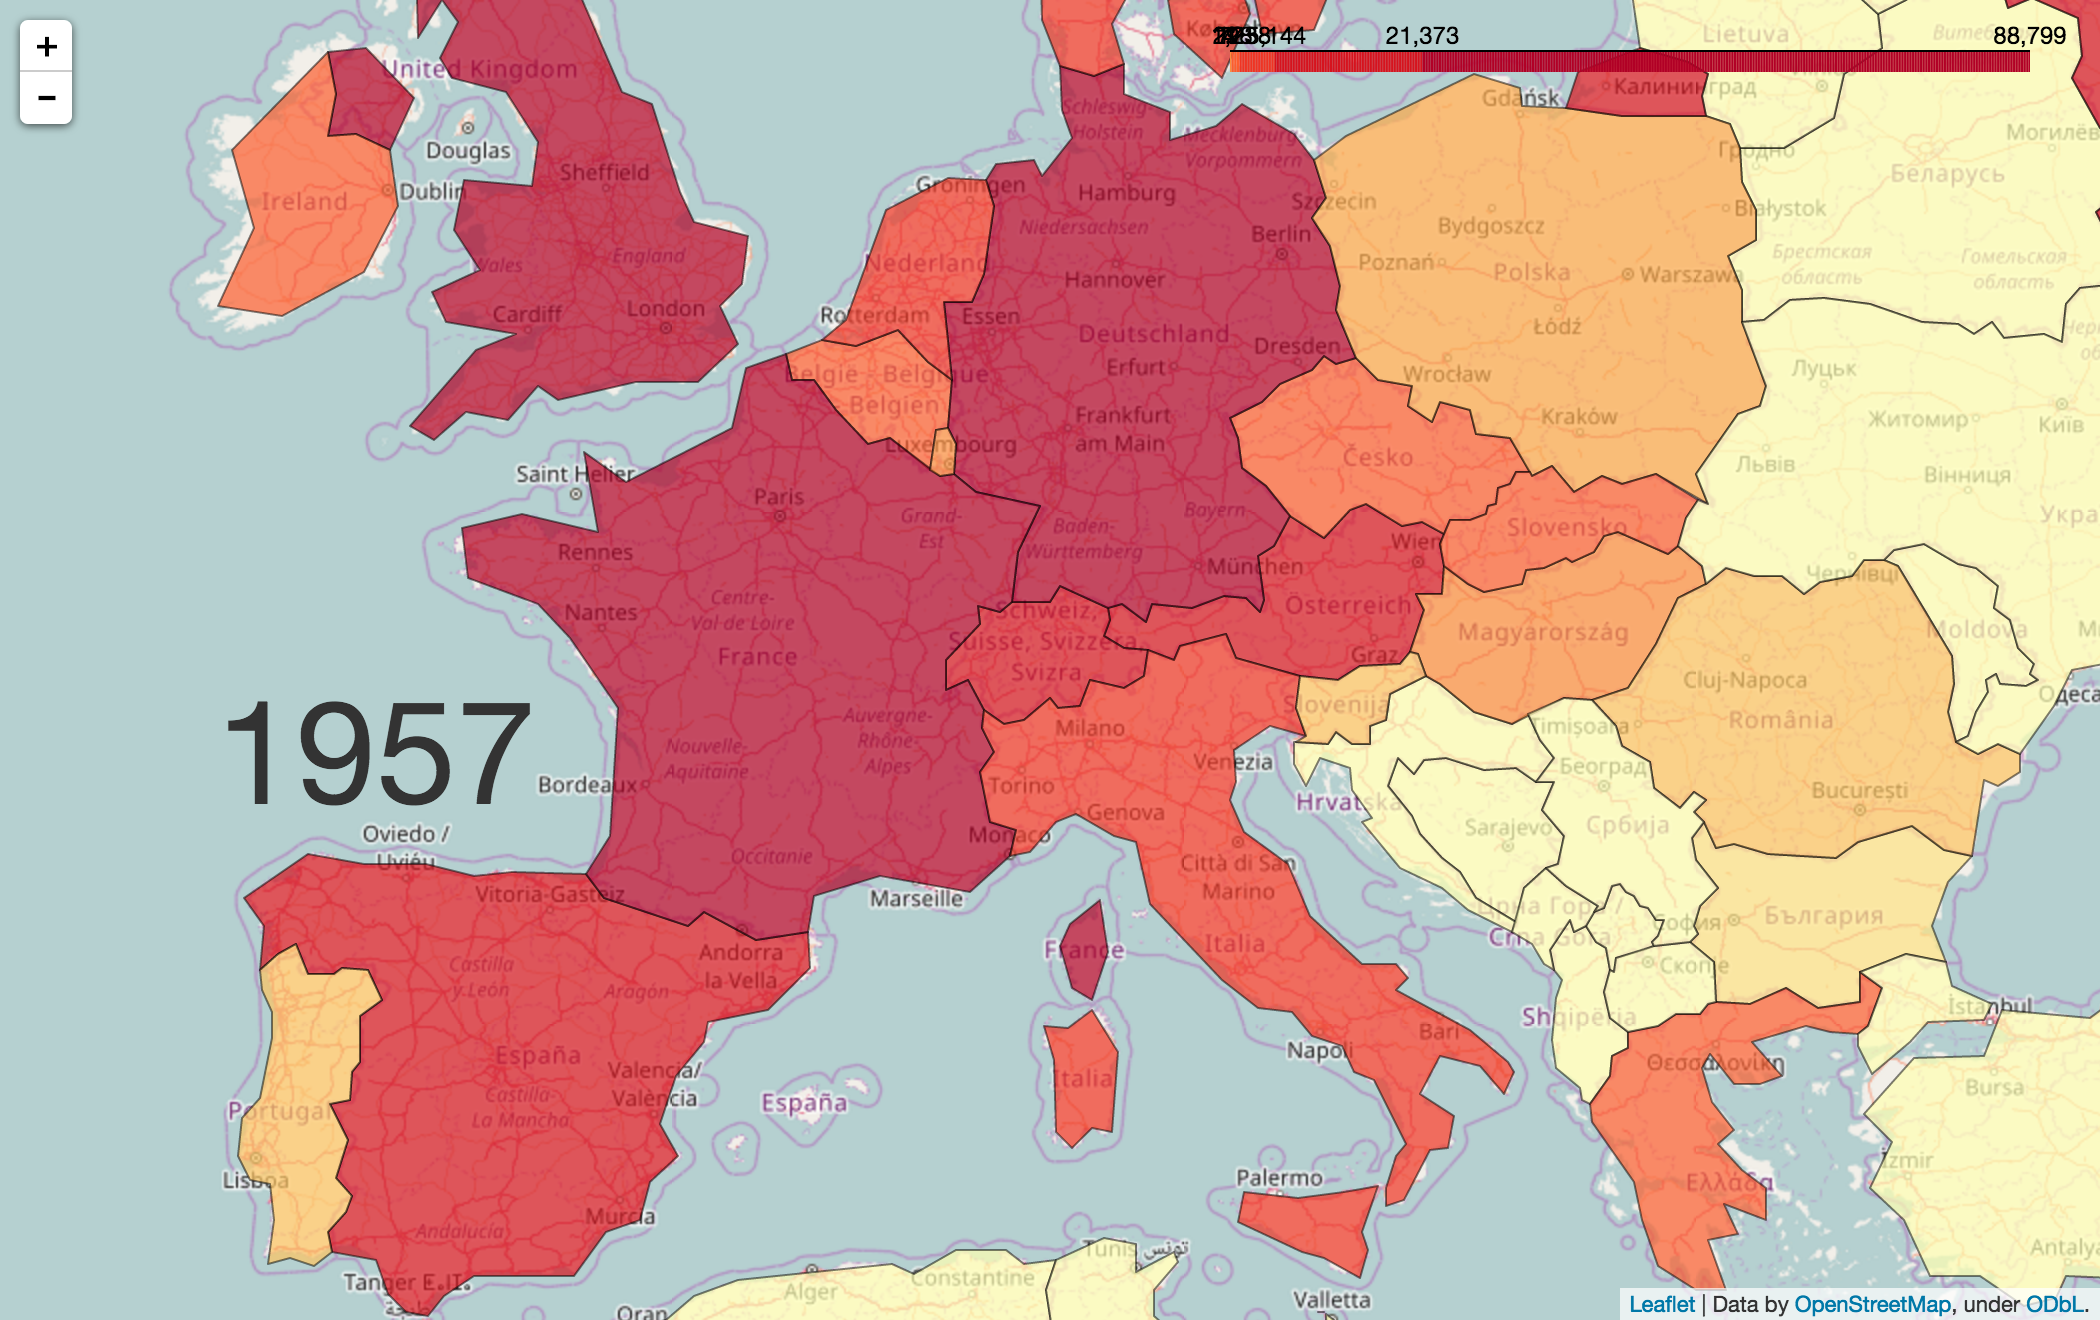 +
−
United Kingdom
København
21,373
88,799
Lietuva
Gdańsk
Калининград
Schleswig-
Holstein
Mecklenburg-
Vorpommern
Douglas
Dublin
Ireland
Sheffield
Groningen
Hamburg
Szczecin
Гродно
Могилёв
Беларусь
Białystok
Niedersachsen
Bydgoszcz
Berlin
Wales
England
Nederland
Hannover
Poznań
Polska
Warszawa
Брестская
область
Гомельская
область
Cardiff
London
Rotterdam
Essen
Deutschland
Dresden
Łódź
Erfurt
België - Belgique
Belgien
Wrocław
Луцьк
Frankfurt
am Main
Kraków
Житомир
Київ
Luxembourg
Česko
Львів
Вінниця
Saint Helier
Paris
Grand-
Est
Bayern
Baden-
Württemberg
Slovensko
Укра
Rennes
Wien
München
Чернівці
Nantes
Centre-
Val de Loire
Schweiz,
Suisse, Svizzera,
Svizra
Österreich
Graz
Magyarország
Moldova
France
Cluj-Napoca
România
Slovenija
Одеса
1957
Auvergne-
Rhône-
Alpes
Nouvelle-
Aquitaine
Milano
Timișoara
Bordeaux
Torino
Venezia
Београд
București
Hrvatska
Genova
Monaco
Sarajevo
Србија
Oviedo /
Uviéu
Occitanie
Città di San
Marino
Vitoria-Gasteiz
Marseille
Црна Гора /
Crna Gora
София
България
Andorra
la Vella
France
Italia
Скопје
Castilla
y León
Aragón
Shqipëria
İstanbul
España
Bari
Napoli
Θεσσαλονίκη
Valencia/
València
Castilla-
La Mancha
Italia
Bursa
Portugal
España
Lisboa
Palermo
Ελλάδα
İzmir
Murcia
Andalucía
Tunis تونس
Antalya
Tanger
طنجة
Alger
Constantine
Oran
Valletta
Leaflet | Data by OpenStreetMap, under ODbL.